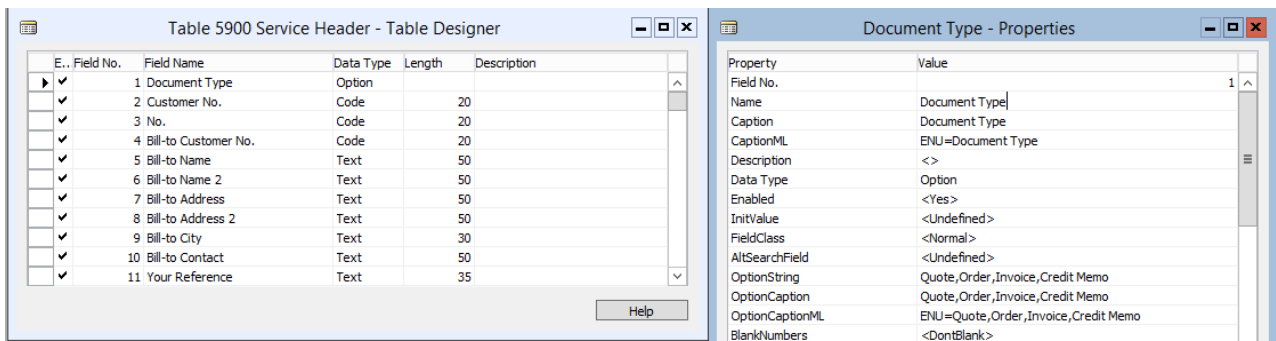 Table 5900 Service Header - Table Designer
E.. Field No. Field Name Data Type Length Description
1 Document Type Option
2 Customer No. Code 20
3 No. Code 20
4 Bill-to Customer No. Code 20
5 Bill-to Name Text 50
6 Bill-to Name 2 Text 50
7 Bill-to Address Text 50
8 Bill-to Address 2 Text 50
9 Bill-to City Text 30
10 Bill-to Contact Text 50
11 Your Reference Text 35
Help
Document Type - Properties
Property Value
Field No. 1
Name Document Type
Caption Document Type
CaptionML ENU=Document Type
Description <>
Data Type Option
Enabled <Yes>
InitValue <Undefined>
FieldClass <Normal>
AltSearchField <Undefined>
OptionString Quote,Order,Invoice,Credit Memo
OptionCaption Quote,Order,Invoice,Credit Memo
OptionCaptionML ENU=Quote,Order,Invoice,Credit Memo
BlankNumbers <DontBlank>